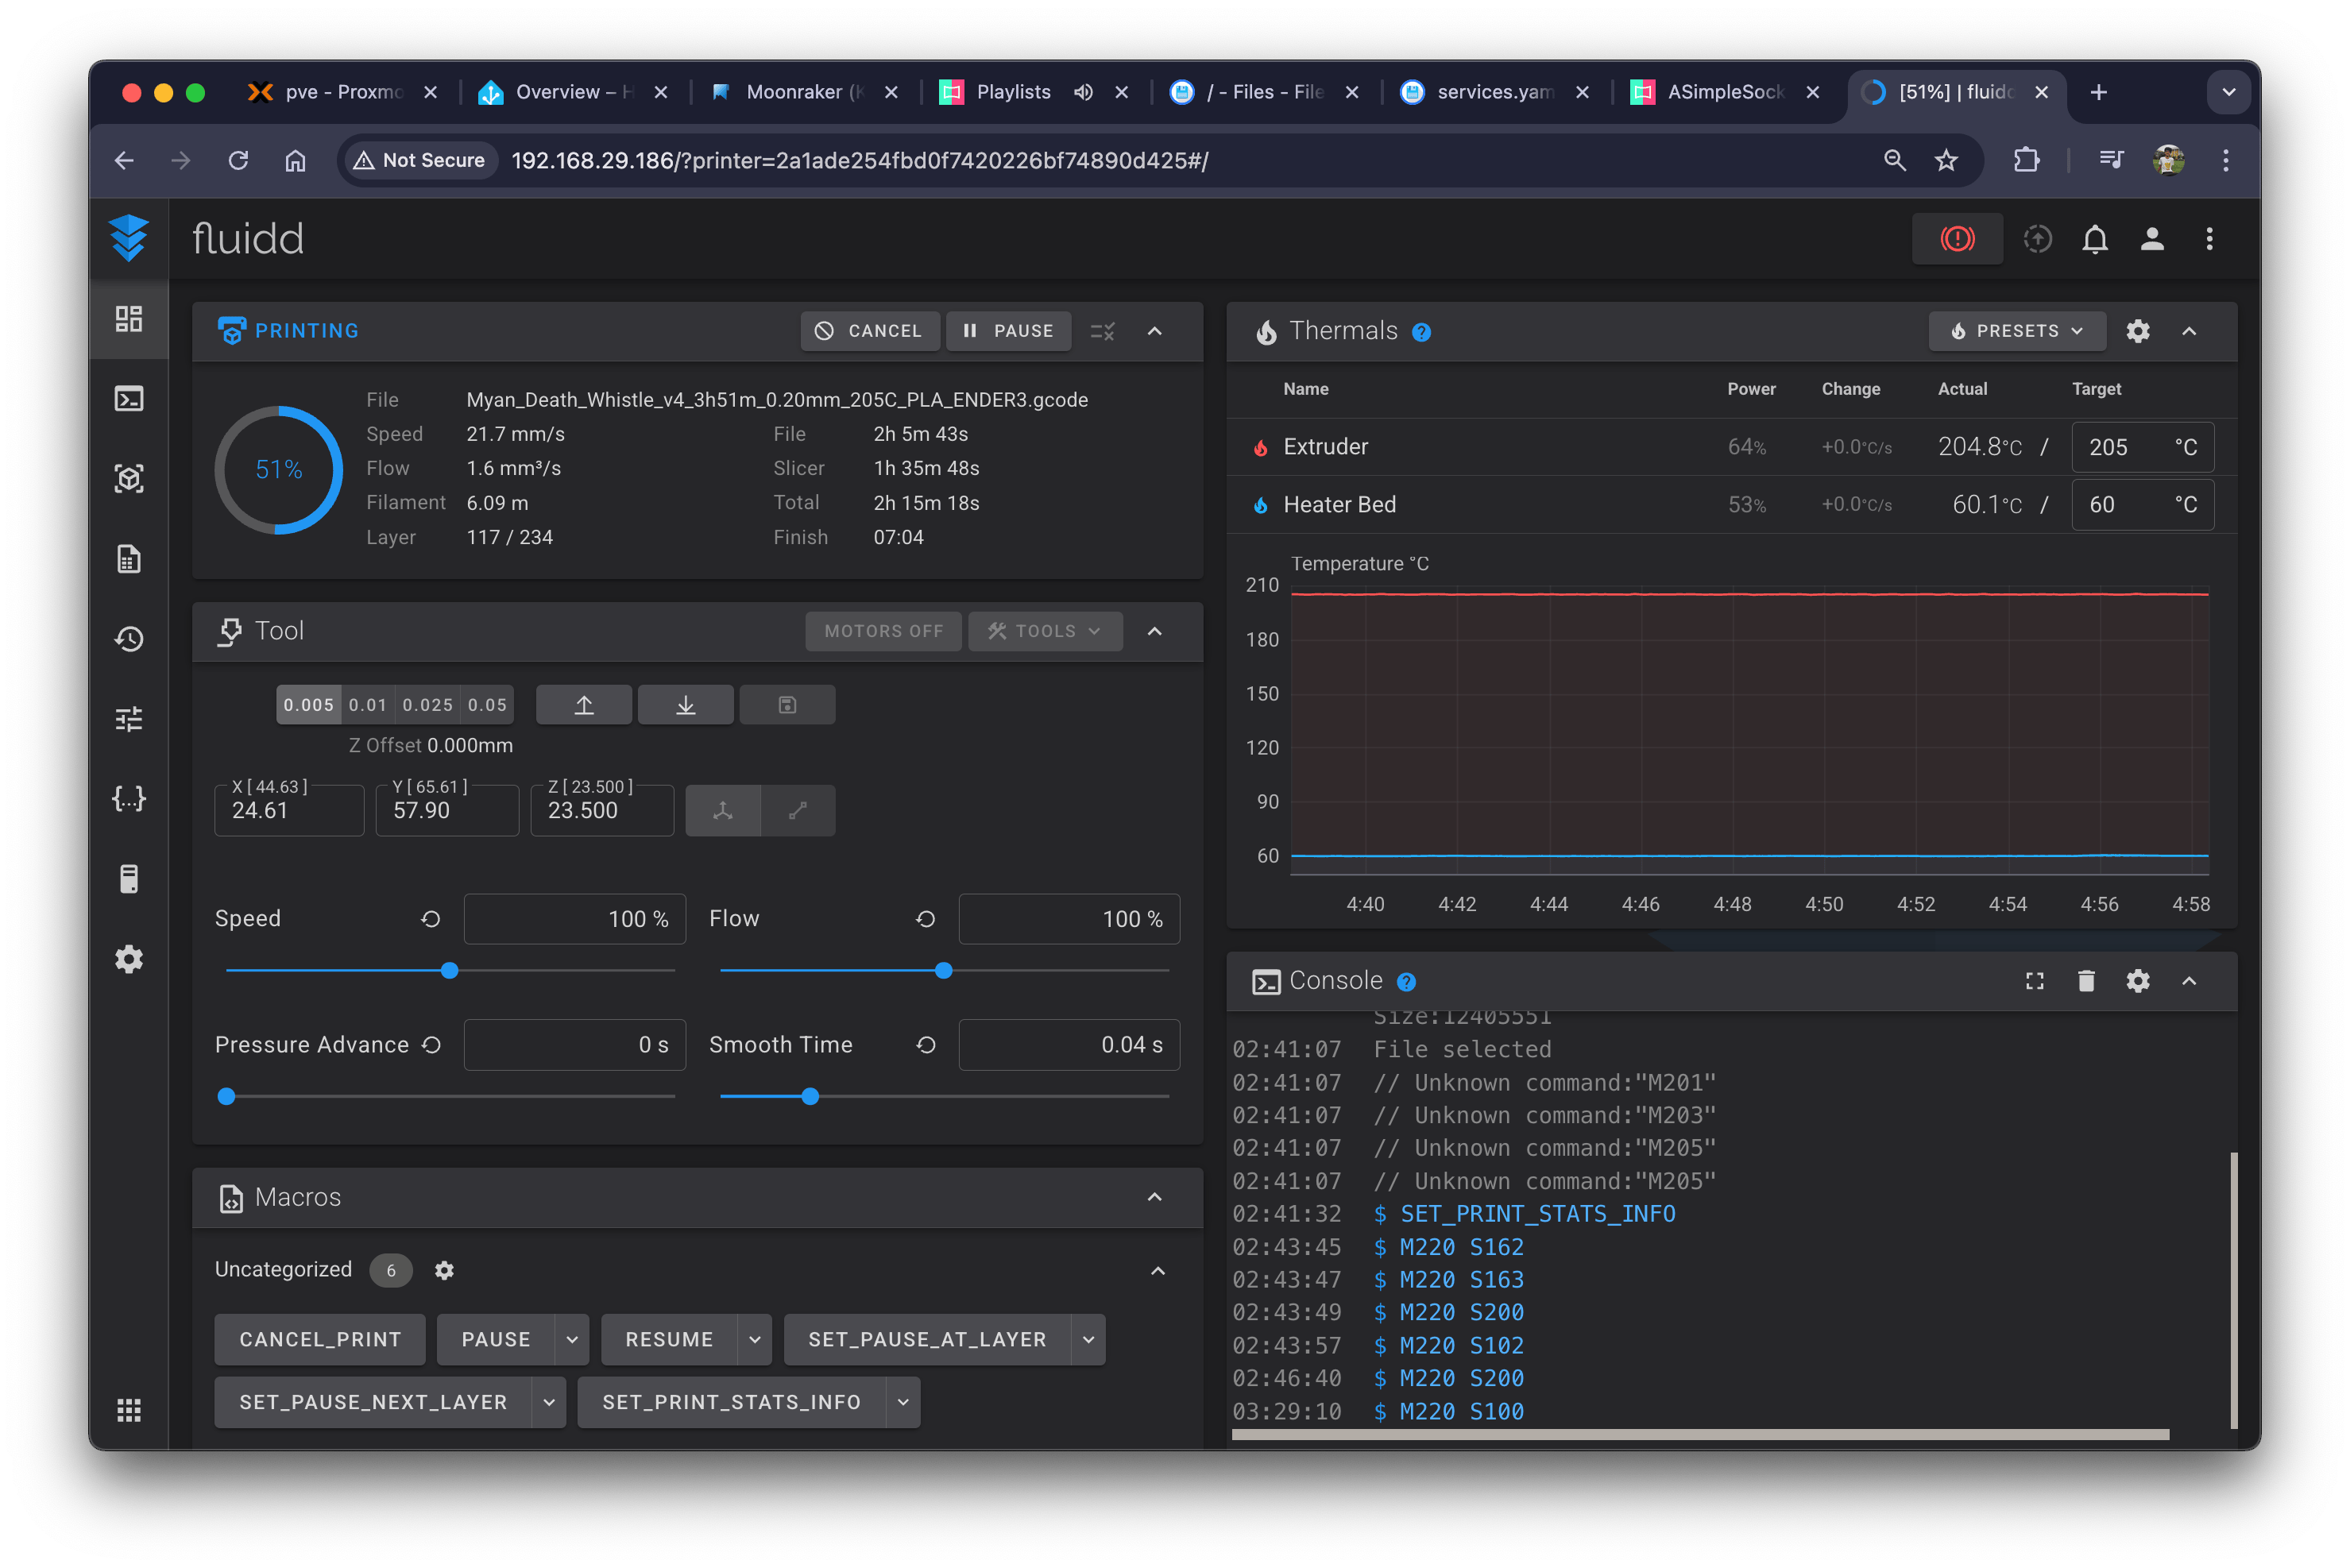 pve - Proxmo
Overview – H
Moonraker (K
Playlists
/ - Files - File
services.yam
ASimpleSock
[51%] | fluidd
Not Secure
192.168.29.186/?printer=2a1ade254fbd0f7420226bf74890d425#/
fluidd
PRINTING
CANCEL
PAUSE
51%
File Myan_Death_Whistle_v4_3h51m_0.20mm_205C_PLA_ENDER3.gcode
Speed 21.7 mm/s File 2h 5m 43s
Flow 1.6 mm³/s Slicer 1h 35m 48s
Filament 6.09 m Total 2h 15m 18s
Layer 117 / 234 Finish 07:04
Tool
MOTORS OFF
TOOLS
0.005 0.01 0.025 0.05
Z Offset 0.000mm
X [ 44.63 ] Y [ 65.61 ] Z [ 23.500 ]
24.61 57.90 23.500
Speed 100 % Flow 100 %
Pressure Advance 0 s Smooth Time 0.04 s
Macros
Uncategorized 6
CANCEL_PRINT PAUSE RESUME SET_PAUSE_AT_LAYER
SET_PAUSE_NEXT_LAYER SET_PRINT_STATS_INFO
Thermals ?
PRESETS
Name Power Change Actual Target
Extruder 64% +0.0°C/s 204.8°C / 205 °C
Heater Bed 53% +0.0°C/s 60.1°C / 60 °C
Temperature °C
210
180
150
120
90
60
4:40 4:42 4:44 4:46 4:48 4:50 4:52 4:54 4:56 4:58
Console ?
Size:12405551
02:41:07 File selected
02:41:07 // Unknown command:"M201"
02:41:07 // Unknown command:"M203"
02:41:07 // Unknown command:"M205"
02:41:07 // Unknown command:"M205"
02:41:32 $ SET_PRINT_STATS_INFO
02:43:45 $ M220 S162
02:43:47 $ M220 S163
02:43:49 $ M220 S200
02:43:57 $ M220 S102
02:46:40 $ M220 S200
03:29:10 $ M220 S100